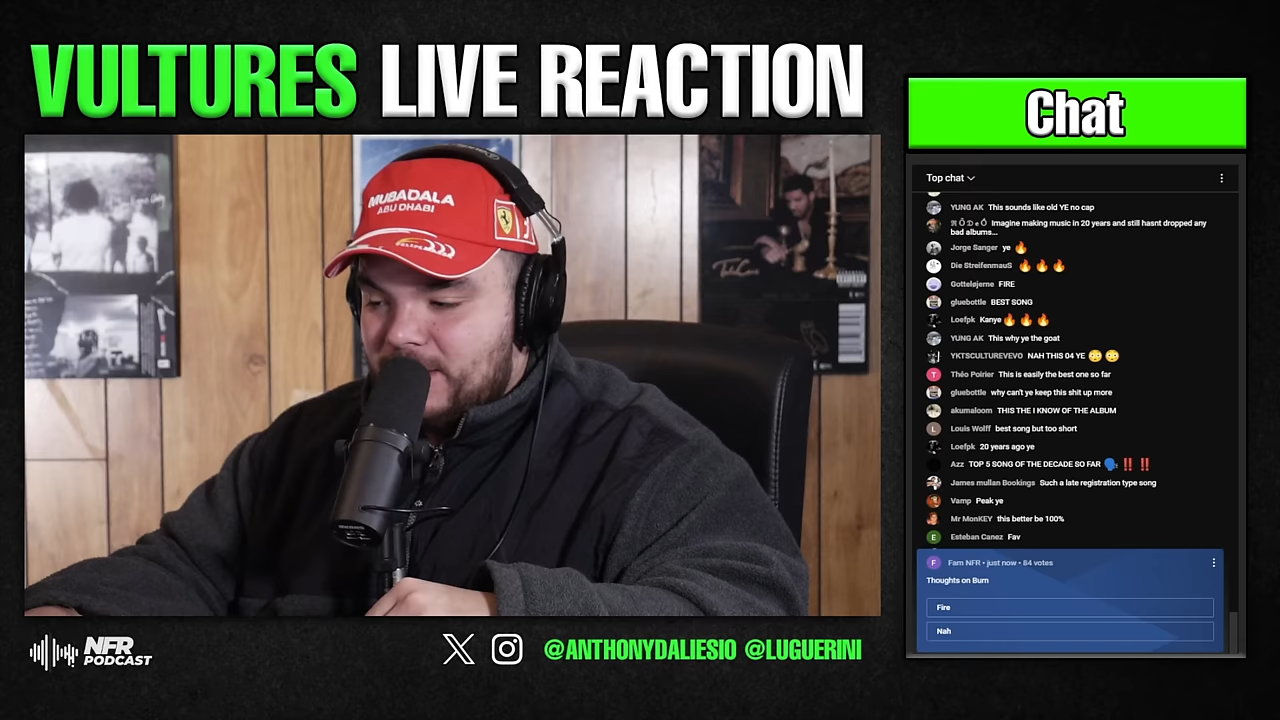 VULTURES LIVE REACTION
Chat
MUBADALA
ABU DHABI
Top chat
YUNG AK This sounds like old YE no cap
Imagine making music in 20 years and still hasnt dropped any
bad albums...
Jorge Sanger ye 🔥
Die StreifenmauS 🔥 🔥 🔥
Gotteløjerne FIRE
gluebottle BEST SONG
Loefpk Kanye 🔥 🔥 🔥
YUNG AK This why ye the goat
YKTSCULTUREVEVO NAH THIS 04 YE 😳 😳
T Théo Poirier This is easily the best one so far
gluebottle why can't ye keep this shit up more
akumaloom THIS THE I KNOW OF THE ALBUM
L Louis Wolff best song but too short
Loefpk 20 years ago ye
Azz TOP 5 SONG OF THE DECADE SO FAR 🗣️ ‼️ ‼️
James mullan Bookings Such a late registration type song
Vamp Peak ye
Mr MonKEY this better be 100%
E Esteban Canez Fav
F Fam NFR • just now • 84 votes
Thoughts on Burn
Fire
Nah
NFR
PODCAST
@ANTHONYDALIESIO @LUGUERINI